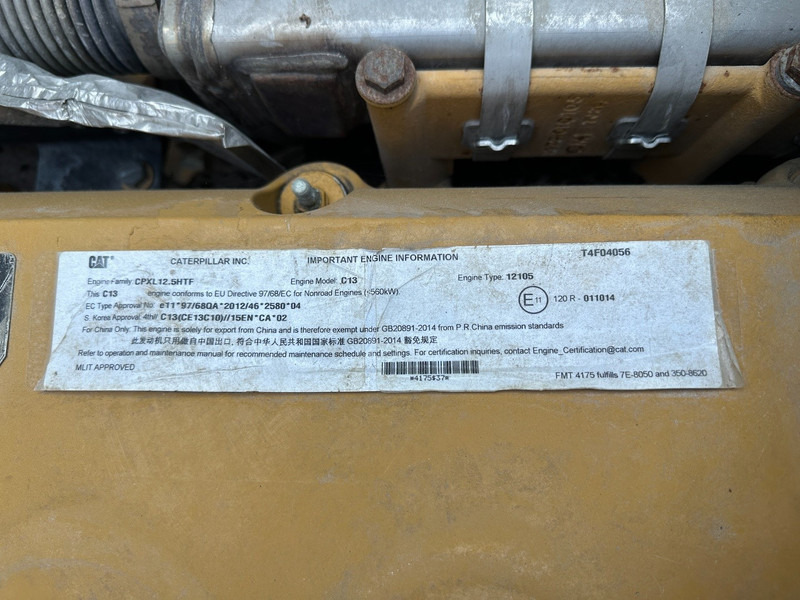 CAT® CATERPILLAR INC. IMPORTANT ENGINE INFORMATION T4F04056
Engine Family: CPXL12.5HTF Engine Model: C13 Engine Type: 12105
This C13 engine conforms to EU Directive 97/68/EC for Nonroad Engines (<560kW).
EC Type Approval No: e11*97/68QA*2012/46*2580*04 E11 120 R - 011014
S. Korea Approval: 4thl// C13(CE13C10)//15EN*CA*02
For China Only: This engine is solely for export from China and is therefore exempt under GB20891-2014 from P.R.China emission standards
此发动机只用做自中国出口, 符合中华人民共和国国家标准 GB20891-2014 豁免规定
Refer to operation and maintenance manual for recommended maintenance schedule and settings. For certification inquiries, contact Engine_Certification@cat.com
MLIT APPROVED *4175$37* FMT 4175 fulfills 7E-8050 and 350-8620